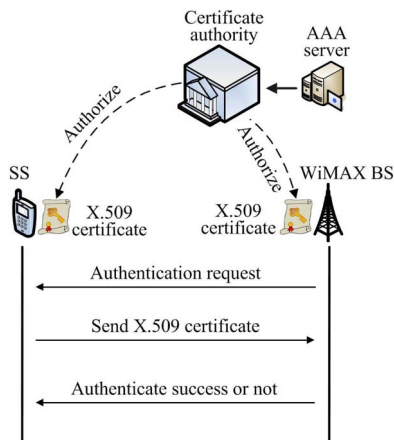 Certificate
authority
AAA
server
Authorize
Authorize
SS
WiMAX BS
X.509
certificate
X.509
certificate
Authentication request
Send X.509 certificate
Authenticate success or not